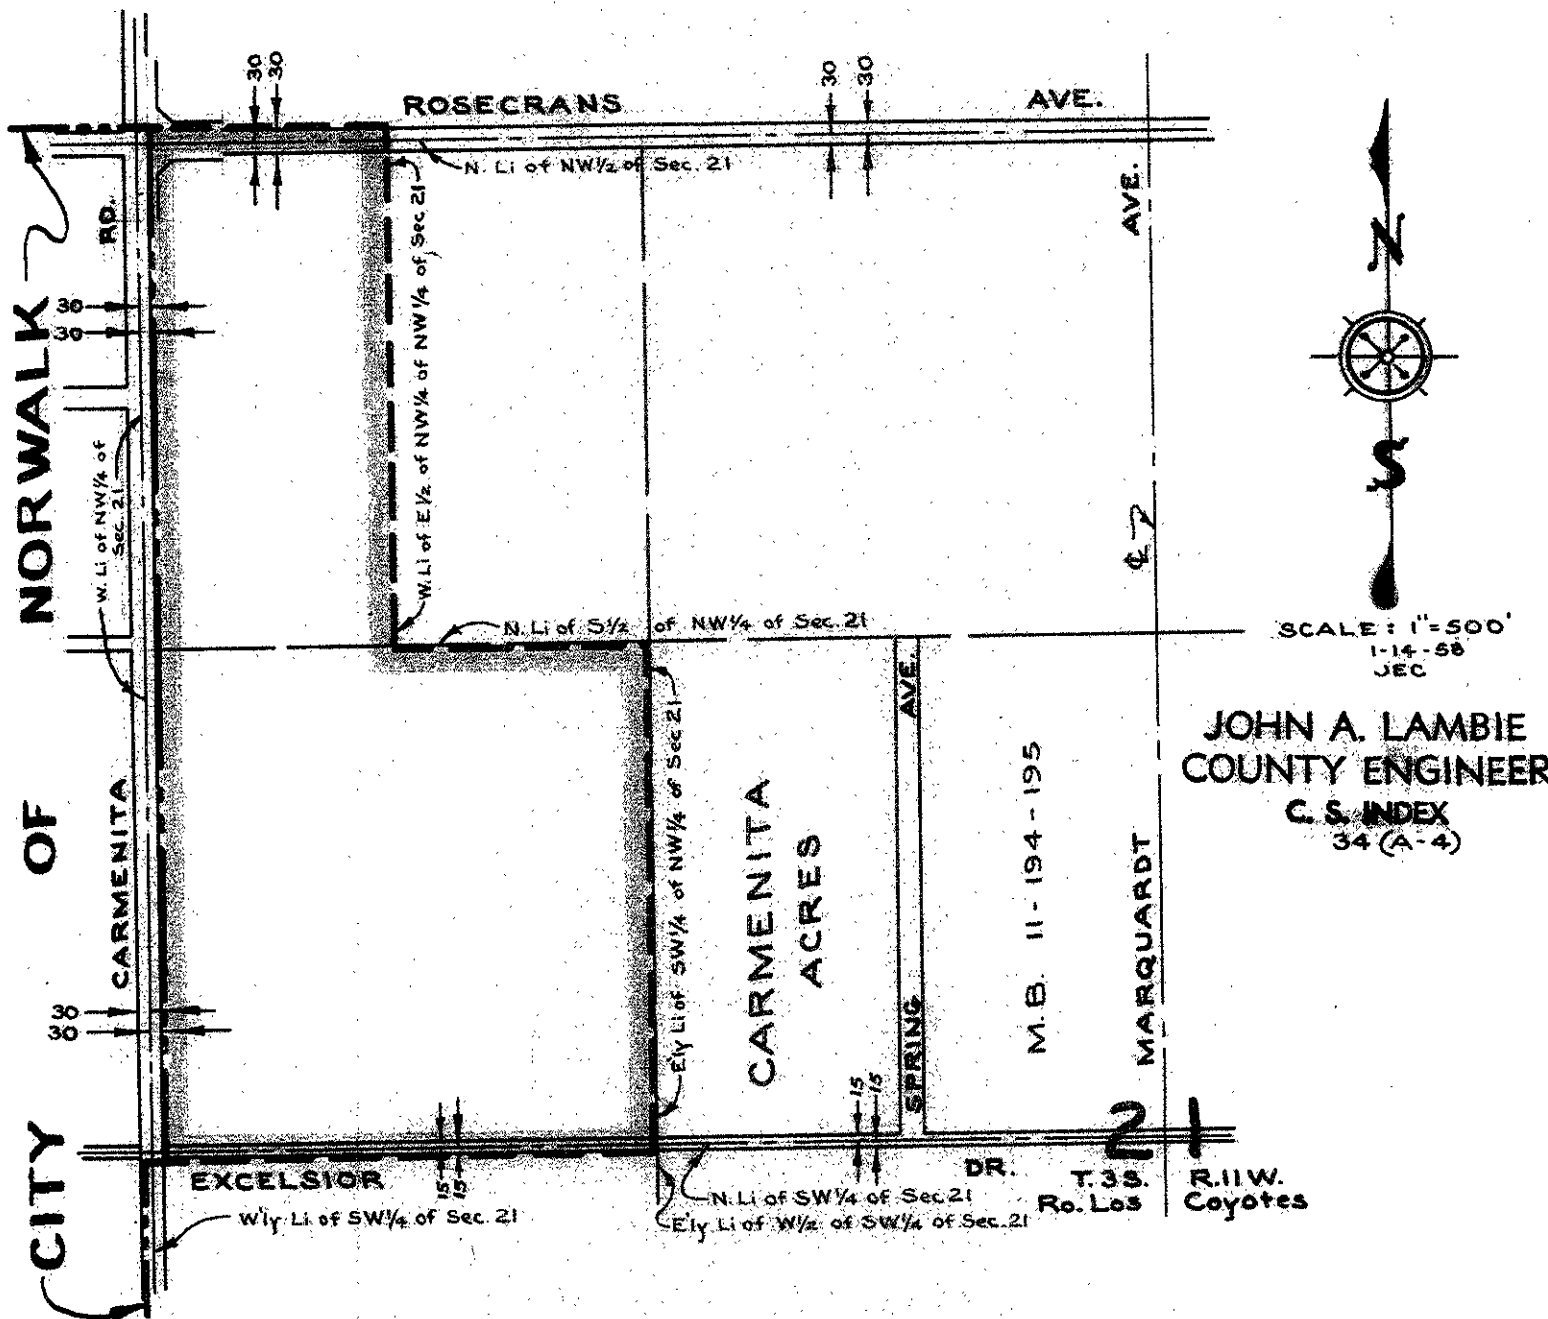 30
30
ROSECRANS
AVE.
30
30
N. Li of NW½ of Sec. 21
RD.
AVE.
W. Li of E½ of NW¼ of NW¼ of Sec 21
N
S
30
30
NORWALK
W. Li of NW¼ of
Sec. 21
℄
N. Li of S½ of NW¼ of Sec. 21
SCALE: 1"=500'
1-14-58
JEC
JOHN A. LAMBIE
COUNTY ENGINEER
C. S. INDEX
34 (A-4)
AVE.
E'ly Li of SW¼ of NW¼ of Sec 21
CARMENITA
ACRES
M.B. 11-194-195
MARQUARDT
OF
CARMENITA
30
30
SPRING
15
15
15
15
CITY
EXCELSIOR
DR.
21
T. 3 S.
R. 11 W.
Ro. Los
Coyotes
N. Li of SW¼ of Sec. 21
E'ly Li of W½ of SW¼ of Sec. 21
W'ly Li of SW¼ of Sec. 21